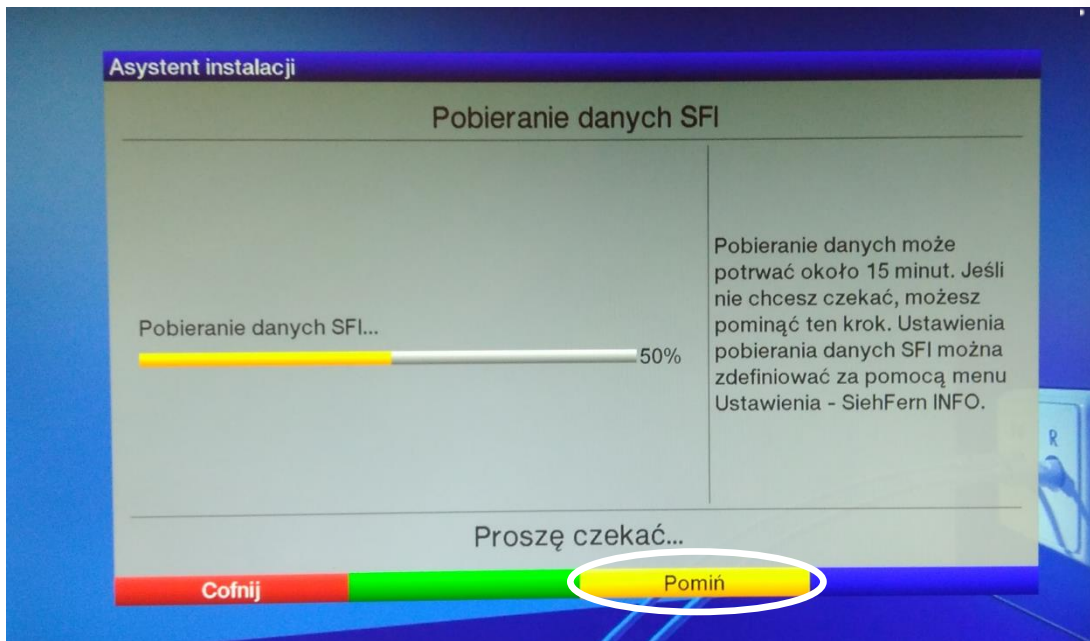 Asystent instalacji
Pobieranie danych SFI
Pobieranie danych może
potrwać około 15 minut. Jeśli
nie chcesz czekać, możesz
pominąć ten krok. Ustawienia
pobierania danych SFI można
zdefiniować za pomocą menu
Ustawienia - SiehFern INFO.
Pobieranie danych SFI...
50%
R
Proszę czekać...
Cofnij
Pomiń